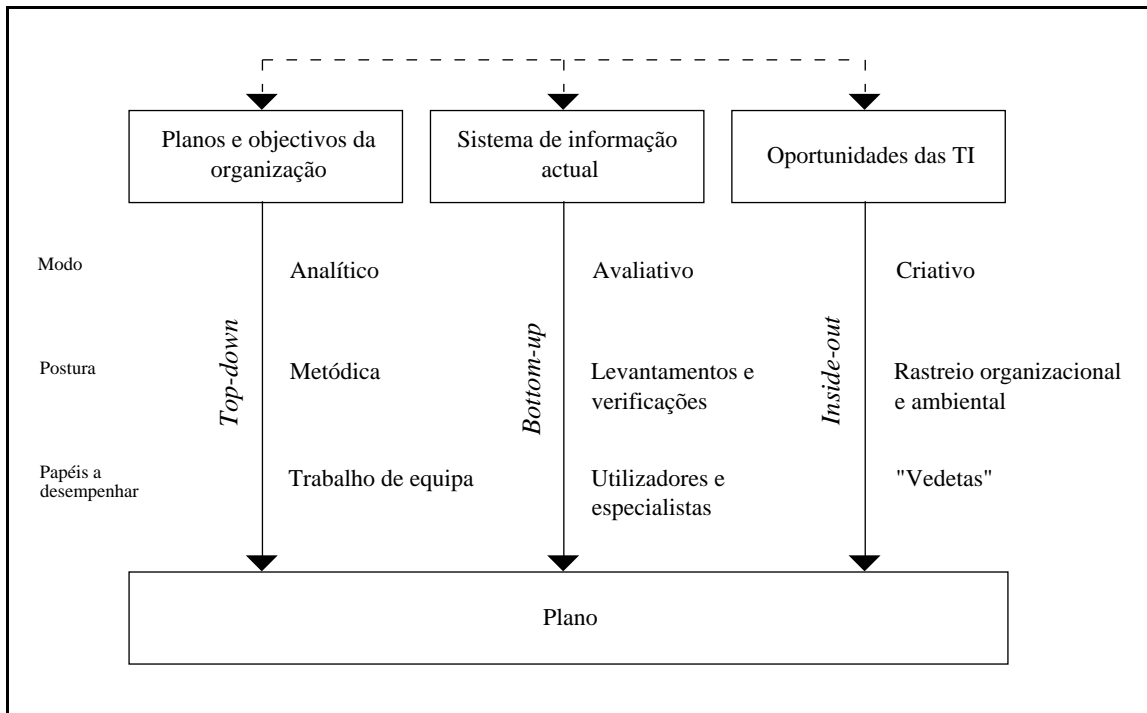 Planos e objectivos da
organização
Sistema de informação
actual
Oportunidades das TI
Modo
Analítico
Avaliativo
Criativo
Top-down
Bottom-up
Inside-out
Postura
Metódica
Levantamentos e
verificações
Rastreio organizacional
e ambiental
Papéis a
desempenhar
Trabalho de equipa
Utilizadores e
especialistas
"Vedetas"
Plano